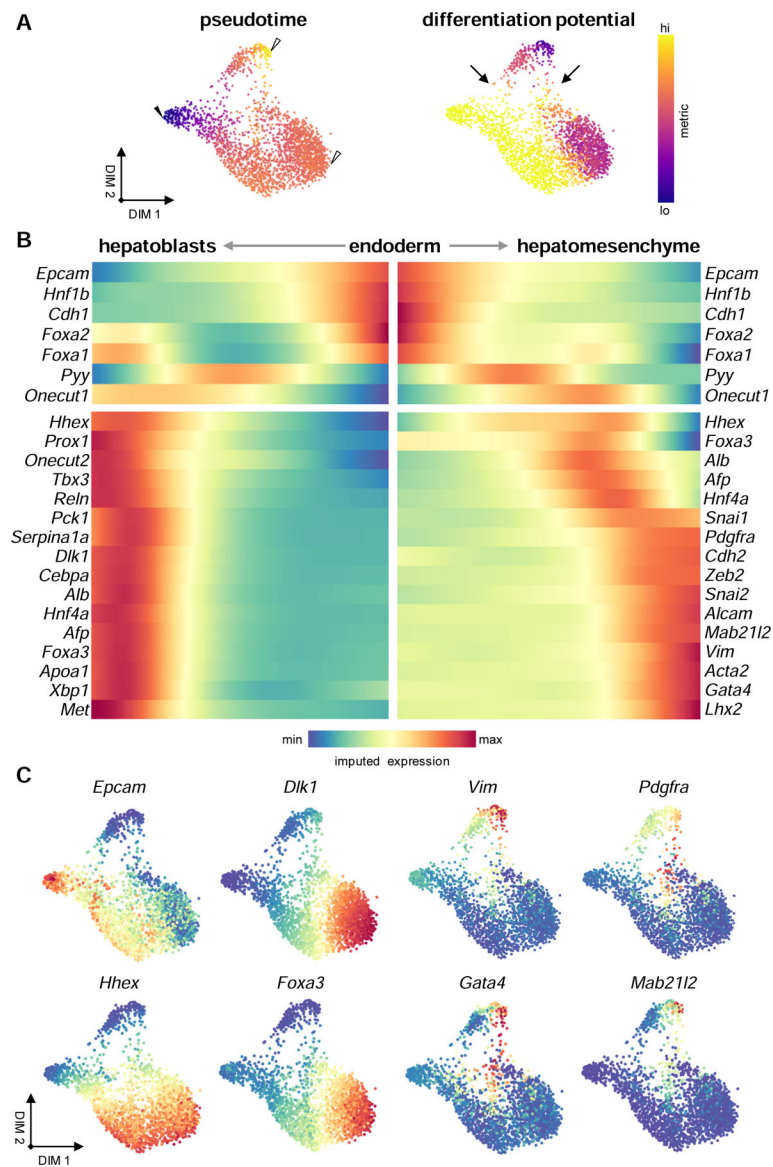 A
pseudotime
differentiation potential
hi
metric
lo
DIM 2
DIM 1
B
hepatoblasts
endoderm
hepatomesenchyme
Epcam
Hnf1b
Cdh1
Foxa2
Foxa1
Pyy
Onecut1
Epcam
Hnf1b
Cdh1
Foxa2
Foxa1
Pyy
Onecut1
Hhex
Prox1
Onecut2
Tbx3
Reln
Pck1
Serpina1a
Dlk1
Cebpa
Alb
Hnf4a
Afp
Foxa3
Apoa1
Xbp1
Met
Hhex
Foxa3
Alb
Afp
Hnf4a
Snai1
Pdgfra
Cdh2
Zeb2
Snai2
Alcam
Mab21l2
Vim
Acta2
Gata4
Lhx2
min
max
imputed expression
C
Epcam
Dlk1
Vim
Pdgfra
Hhex
Foxa3
Gata4
Mab21l2
DIM 2
DIM 1